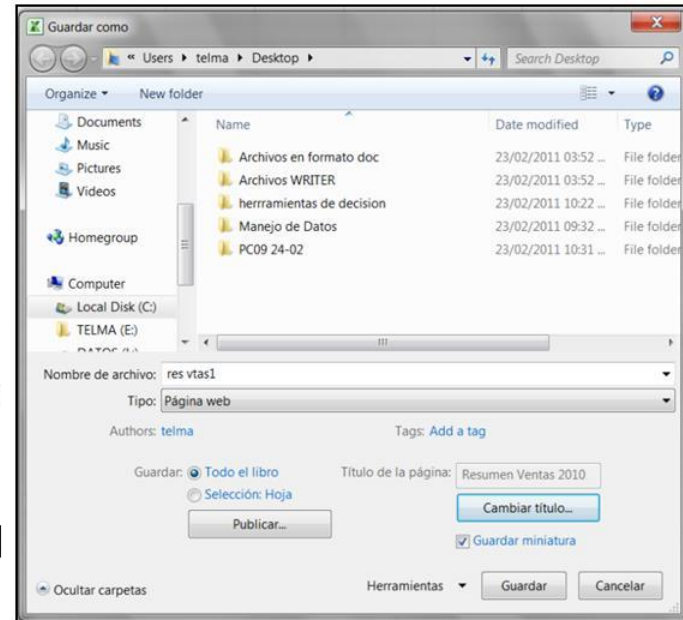 Guardar como
« Users ▸ telma ▸ Desktop ▸ Search Desktop
Organize New folder
Documents
Music
Pictures
Videos
Homegroup
Computer
Local Disk (C:)
TELMA (E:)
Name Date modified Type
Archivos en formato doc 23/02/2011 03:52 ... File folder
Archivos WRITER 23/02/2011 03:52 ... File folder
herrramientas de decision 23/02/2011 10:22 ... File folder
Manejo de Datos 23/02/2011 09:32 ... File folder
PC09 24-02 23/02/2011 10:31 ... File folder
Nombre de archivo: res vtas1
Tipo: Página web
Authors: telma Tags: Add a tag
Guardar: Todo el libro Título de la página: Resumen Ventas 2010
Selección: Hoja Cambiar título...
Publicar... Guardar miniatura
Ocultar carpetas Herramientas Guardar Cancelar